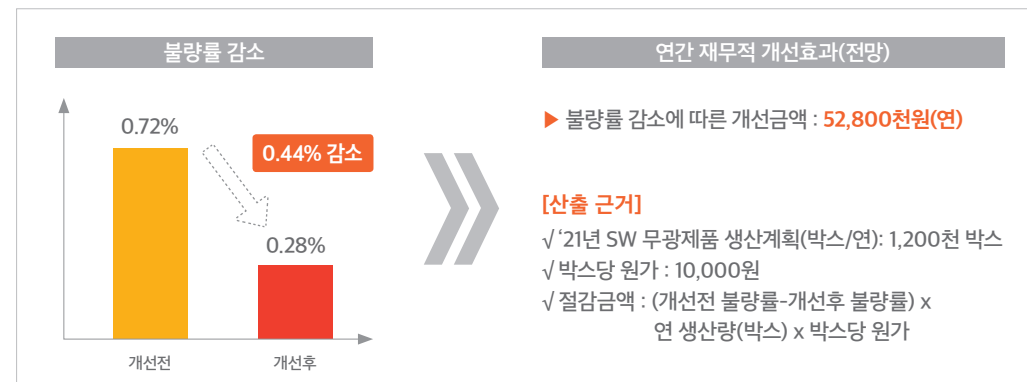 불량률 감소
0.72%
0.44% 감소
0.28%
개선전
개선후
연간 재무적 개선효과(전망)
▶ 불량률 감소에 따른 개선금액 : 52,800천원(연)
[산출 근거]
√ ‘21년 SW 무광제품 생산계획(박스/연): 1,200천 박스
√ 박스당 원가 : 10,000원
√ 절감금액 : (개선전 불량률-개선후 불량률) x
연 생산량(박스) x 박스당 원가